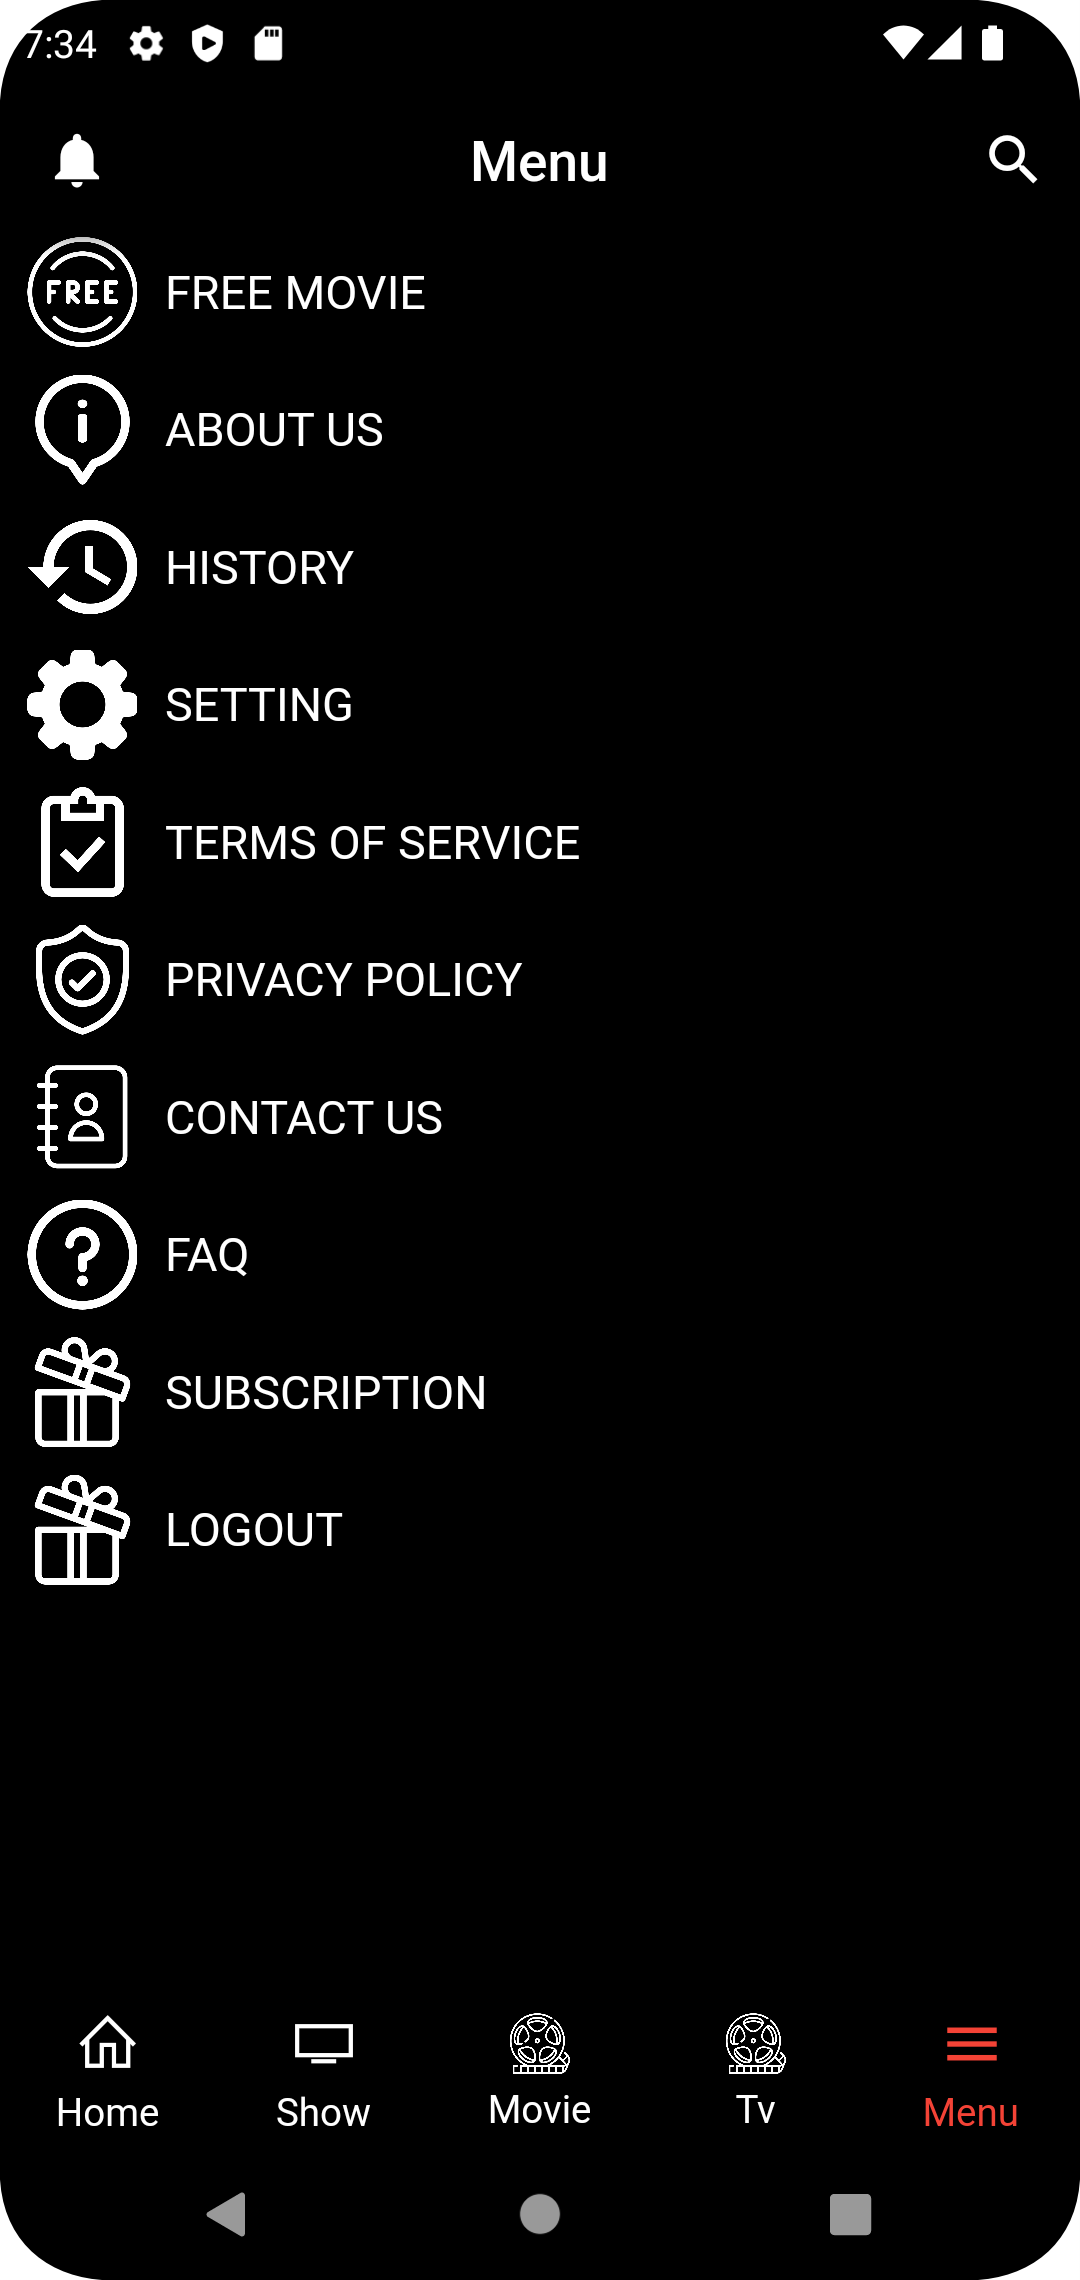 7:34
Menu
FREE
FREE MOVIE
ABOUT US
HISTORY
SETTING
TERMS OF SERVICE
PRIVACY POLICY
CONTACT US
FAQ
SUBSCRIPTION
LOGOUT
Home
Show
Movie
Tv
Menu